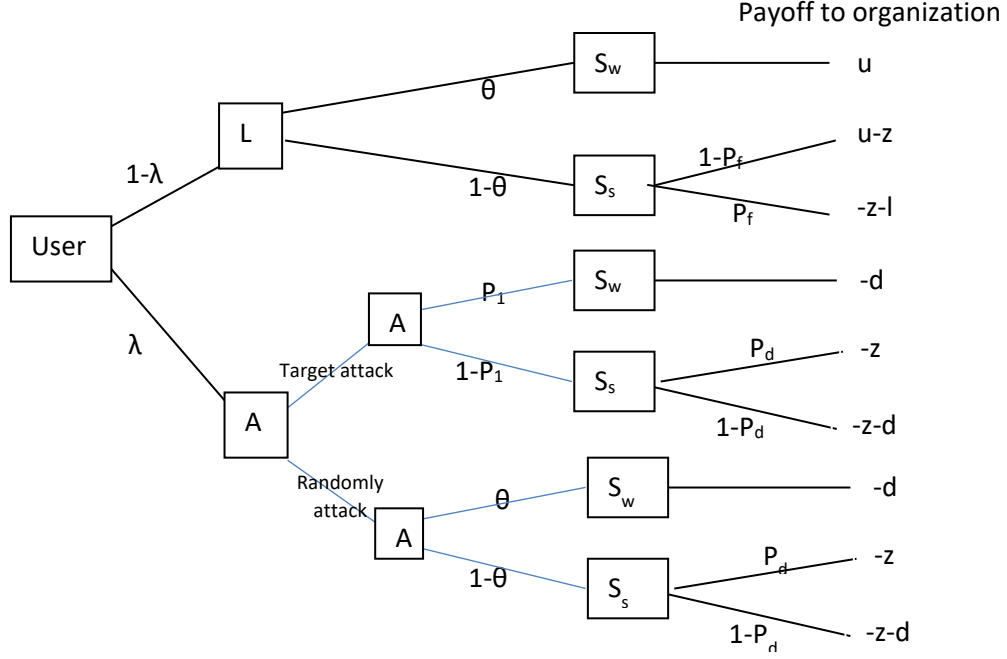 Payoff to organization
S_w
u
θ
L
u-z
1-P_f
1-λ
1-θ
S_s
P_f
-z-l
User
P_1
S_w
-d
A
λ
P_d
-z
Target attack
1-P_1
S_s
A
1-P_d
-z-d
Randomly
attack
θ
S_w
-d
A
P_d
-z
1-θ
S_s
1-P_d
-z-d